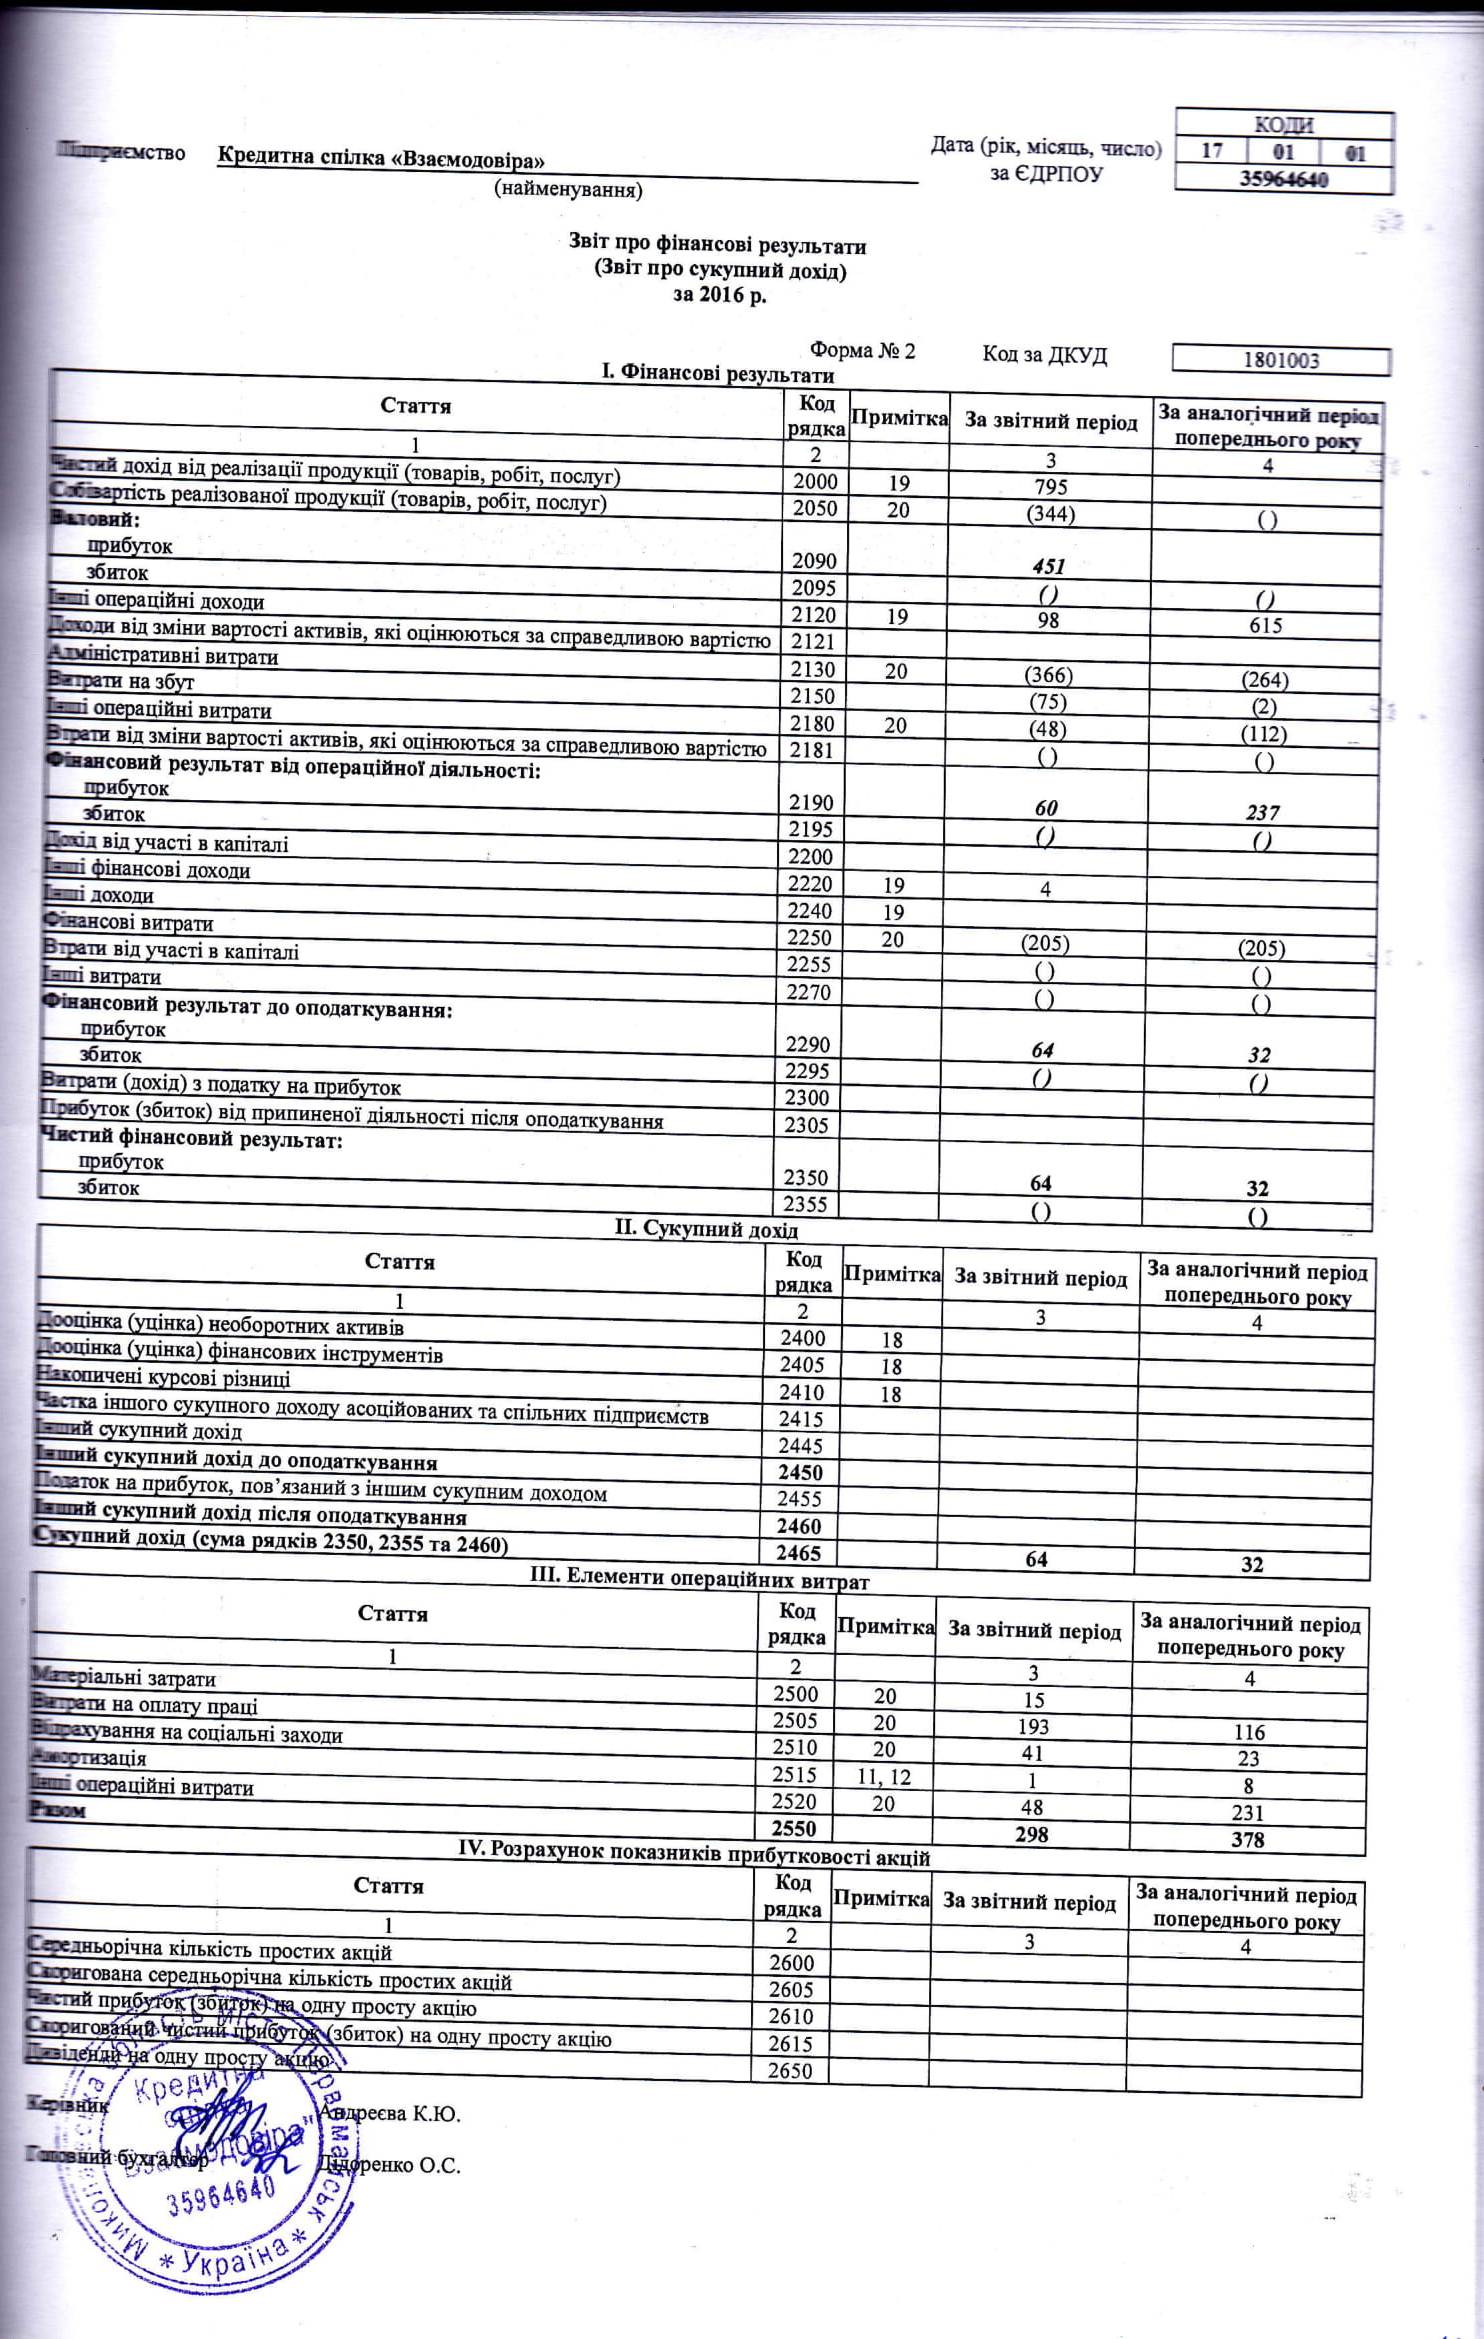 КОДИ
Підприємство Кредитна спілка «Взаємодовіра» Дата (рік, місяць, число) 17 01 01
(найменування) за ЄДРПОУ 35964640
Звіт про фінансові результати
(Звіт про сукупний дохід)
за 2016 р.
Форма № 2 Код за ДКУД 1801003
I. Фінансові результати
Стаття Код рядка Примітка За звітний період За аналогічний період попереднього року
1 2 3 4
Чистий дохід від реалізації продукції (товарів, робіт, послуг) 2000 19 795
Собівартість реалізованої продукції (товарів, робіт, послуг) 2050 20 (344) ( )
Валовий:
прибуток 2090 451
збиток 2095 ( ) ( )
Інші операційні доходи 2120 19 98 615
Доходи від зміни вартості активів, які оцінюються за справедливою вартістю 2121
Адміністративні витрати 2130 20 (366) (264)
Витрати на збут 2150 (75) (2)
Інші операційні витрати 2180 20 (48) (112)
Втрати від зміни вартості активів, які оцінюються за справедливою вартістю 2181 ( ) ( )
Фінансовий результат від операційної діяльності:
прибуток 2190 60 237
збиток 2195 ( ) ( )
Дохід від участі в капіталі 2200
Інші фінансові доходи 2220 19 4
Інші доходи 2240 19
Фінансові витрати 2250 20 (205) (205)
Втрати від участі в капіталі 2255 ( ) ( )
Інші витрати 2270 ( ) ( )
Фінансовий результат до оподаткування:
прибуток 2290 64 32
збиток 2295 ( ) ( )
Витрати (дохід) з податку на прибуток 2300
Прибуток (збиток) від припиненої діяльності після оподаткування 2305
Чистий фінансовий результат:
прибуток 2350 64 32
збиток 2355 ( ) ( )
II. Сукупний дохід
Стаття Код рядка Примітка За звітний період За аналогічний період попереднього року
1 2 3 4
Дооцінка (уцінка) необоротних активів 2400 18
Дооцінка (уцінка) фінансових інструментів 2405 18
Накопичені курсові різниці 2410 18
Частка іншого сукупного доходу асоційованих та спільних підприємств 2415
Інший сукупний дохід 2445
Інший сукупний дохід до оподаткування 2450
Податок на прибуток, пов’язаний з іншим сукупним доходом 2455
Інший сукупний дохід після оподаткування 2460
Сукупний дохід (сума рядків 2350, 2355 та 2460) 2465 64 32
III. Елементи операційних витрат
Стаття Код рядка Примітка За звітний період За аналогічний період попереднього року
1 2 3 4
Матеріальні затрати 2500 20 15
Витрати на оплату праці 2505 20 193 116
Відрахування на соціальні заходи 2510 20 41 23
Амортизація 2515 11, 12 1 8
Інші операційні витрати 2520 20 48 231
Разом 2550 298 378
IV. Розрахунок показників прибутковості акцій
Стаття Код рядка Примітка За звітний період За аналогічний період попереднього року
1 2 3 4
Середньорічна кількість простих акцій 2600
Скоригована середньорічна кількість простих акцій 2605
Чистий прибуток (збиток) на одну просту акцію 2610
Скоригований чистий прибуток (збиток) на одну просту акцію 2615
Дивіденди на одну просту акцію 2650
Керівник Андреєва К.Ю.
Головний бухгалтер Дідоренко О.С.
Кредитна
спілка
"Взаємодовіра"
35964640
* Україна *